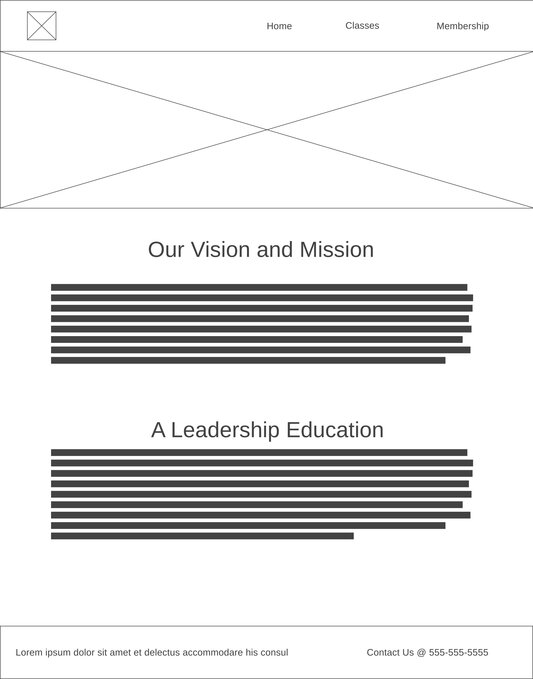 Home Classes Membership
Our Vision and Mission
A Leadership Education
Lorem ipsum dolor sit amet et delectus accommodare his consul
Contact Us @ 555-555-5555